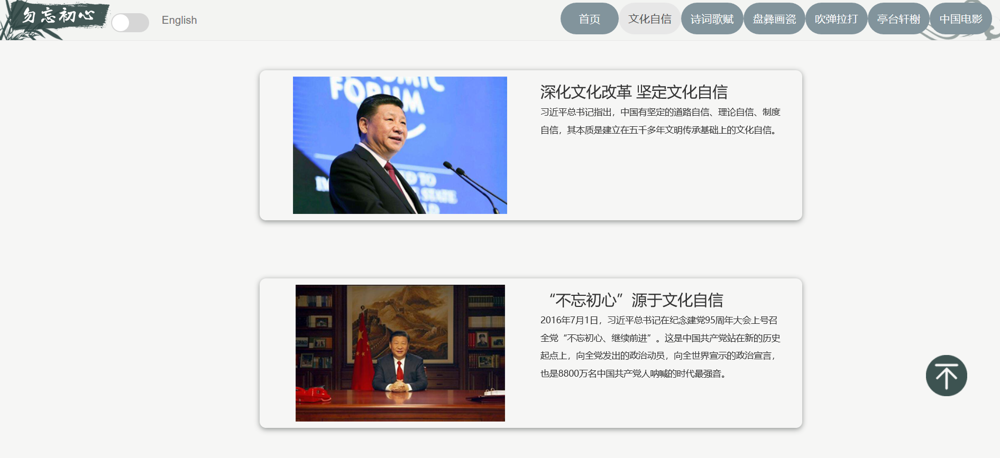 勿忘初心
English
首页
文化自信
诗词歌赋
盘彝画瓷
吹弹拉打
亭台轩榭
中国电影
OMIC
FORUM
D TO
E STATE
LD
深化文化改革 坚定文化自信
习近平总书记指出，中国有坚定的道路自信、理论自信、制度
自信，其本质是建立在五千多年文明传承基础上的文化自信。
“不忘初心”源于文化自信
2016年7月1日，习近平总书记在纪念建党95周年大会上号召
全党“不忘初心、继续前进”。这是中国共产党站在新的历史
起点上，向全党发出的政治动员，向全世界宣示的政治宣言，
也是8800万名中国共产党人呐喊的时代最强音。